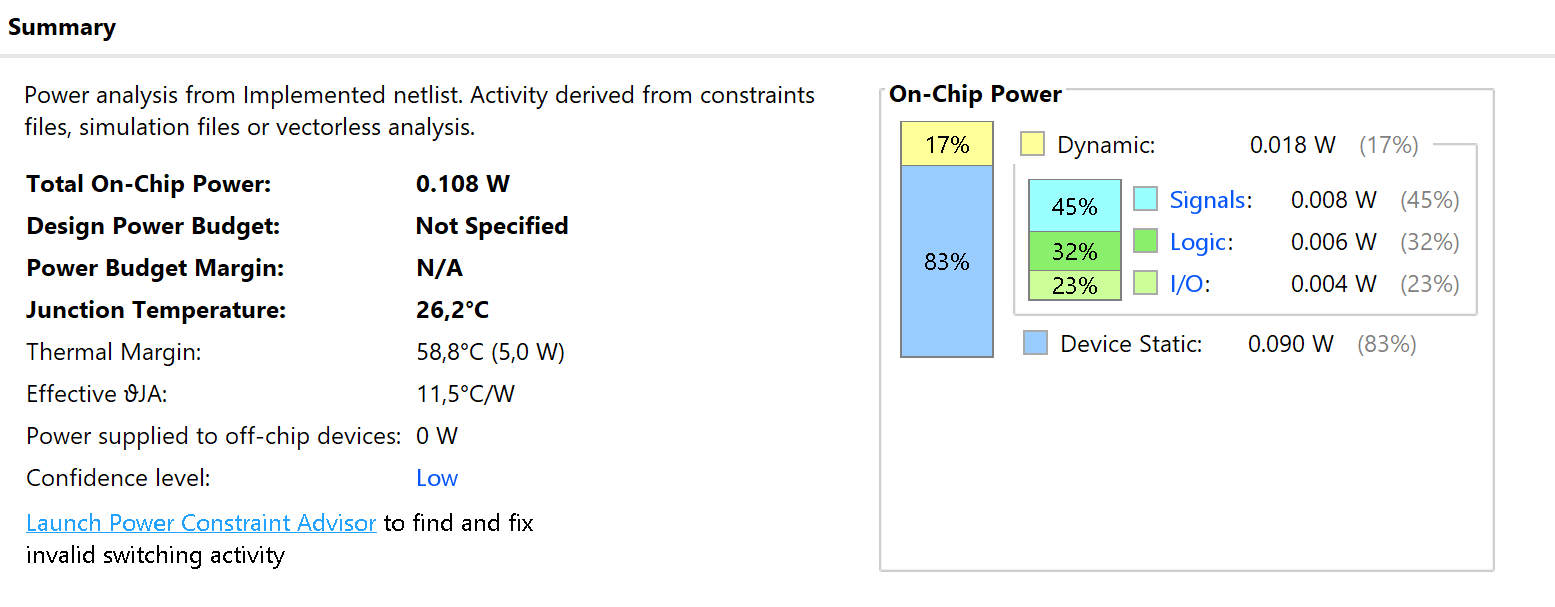 Summary
Power analysis from Implemented netlist. Activity derived from constraints
files, simulation files or vectorless analysis.
Total On-Chip Power: 0.108 W
Design Power Budget: Not Specified
Power Budget Margin: N/A
Junction Temperature: 26,2°C
Thermal Margin: 58,8°C (5,0 W)
Effective ϑJA: 11,5°C/W
Power supplied to off-chip devices: 0 W
Confidence level: Low
Launch Power Constraint Advisor to find and fix
invalid switching activity
On-Chip Power
17%
83%
Dynamic: 0.018 W (17%)
45%
32%
23%
Signals: 0.008 W (45%)
Logic: 0.006 W (32%)
I/O: 0.004 W (23%)
Device Static: 0.090 W (83%)